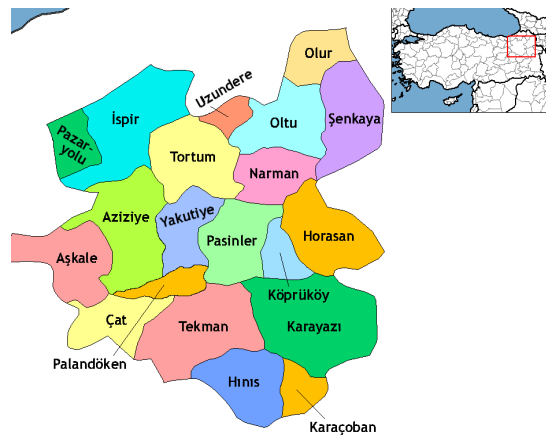 Olur
Uzundere
İspir
Oltu
Şenkaya
Pazar-
yolu
Tortum
Narman
Aziziye
Yakutiye
Pasinler
Horasan
Aşkale
Köprüköy
Çat
Tekman
Karayazı
Palandöken
Hınıs
Karaçoban